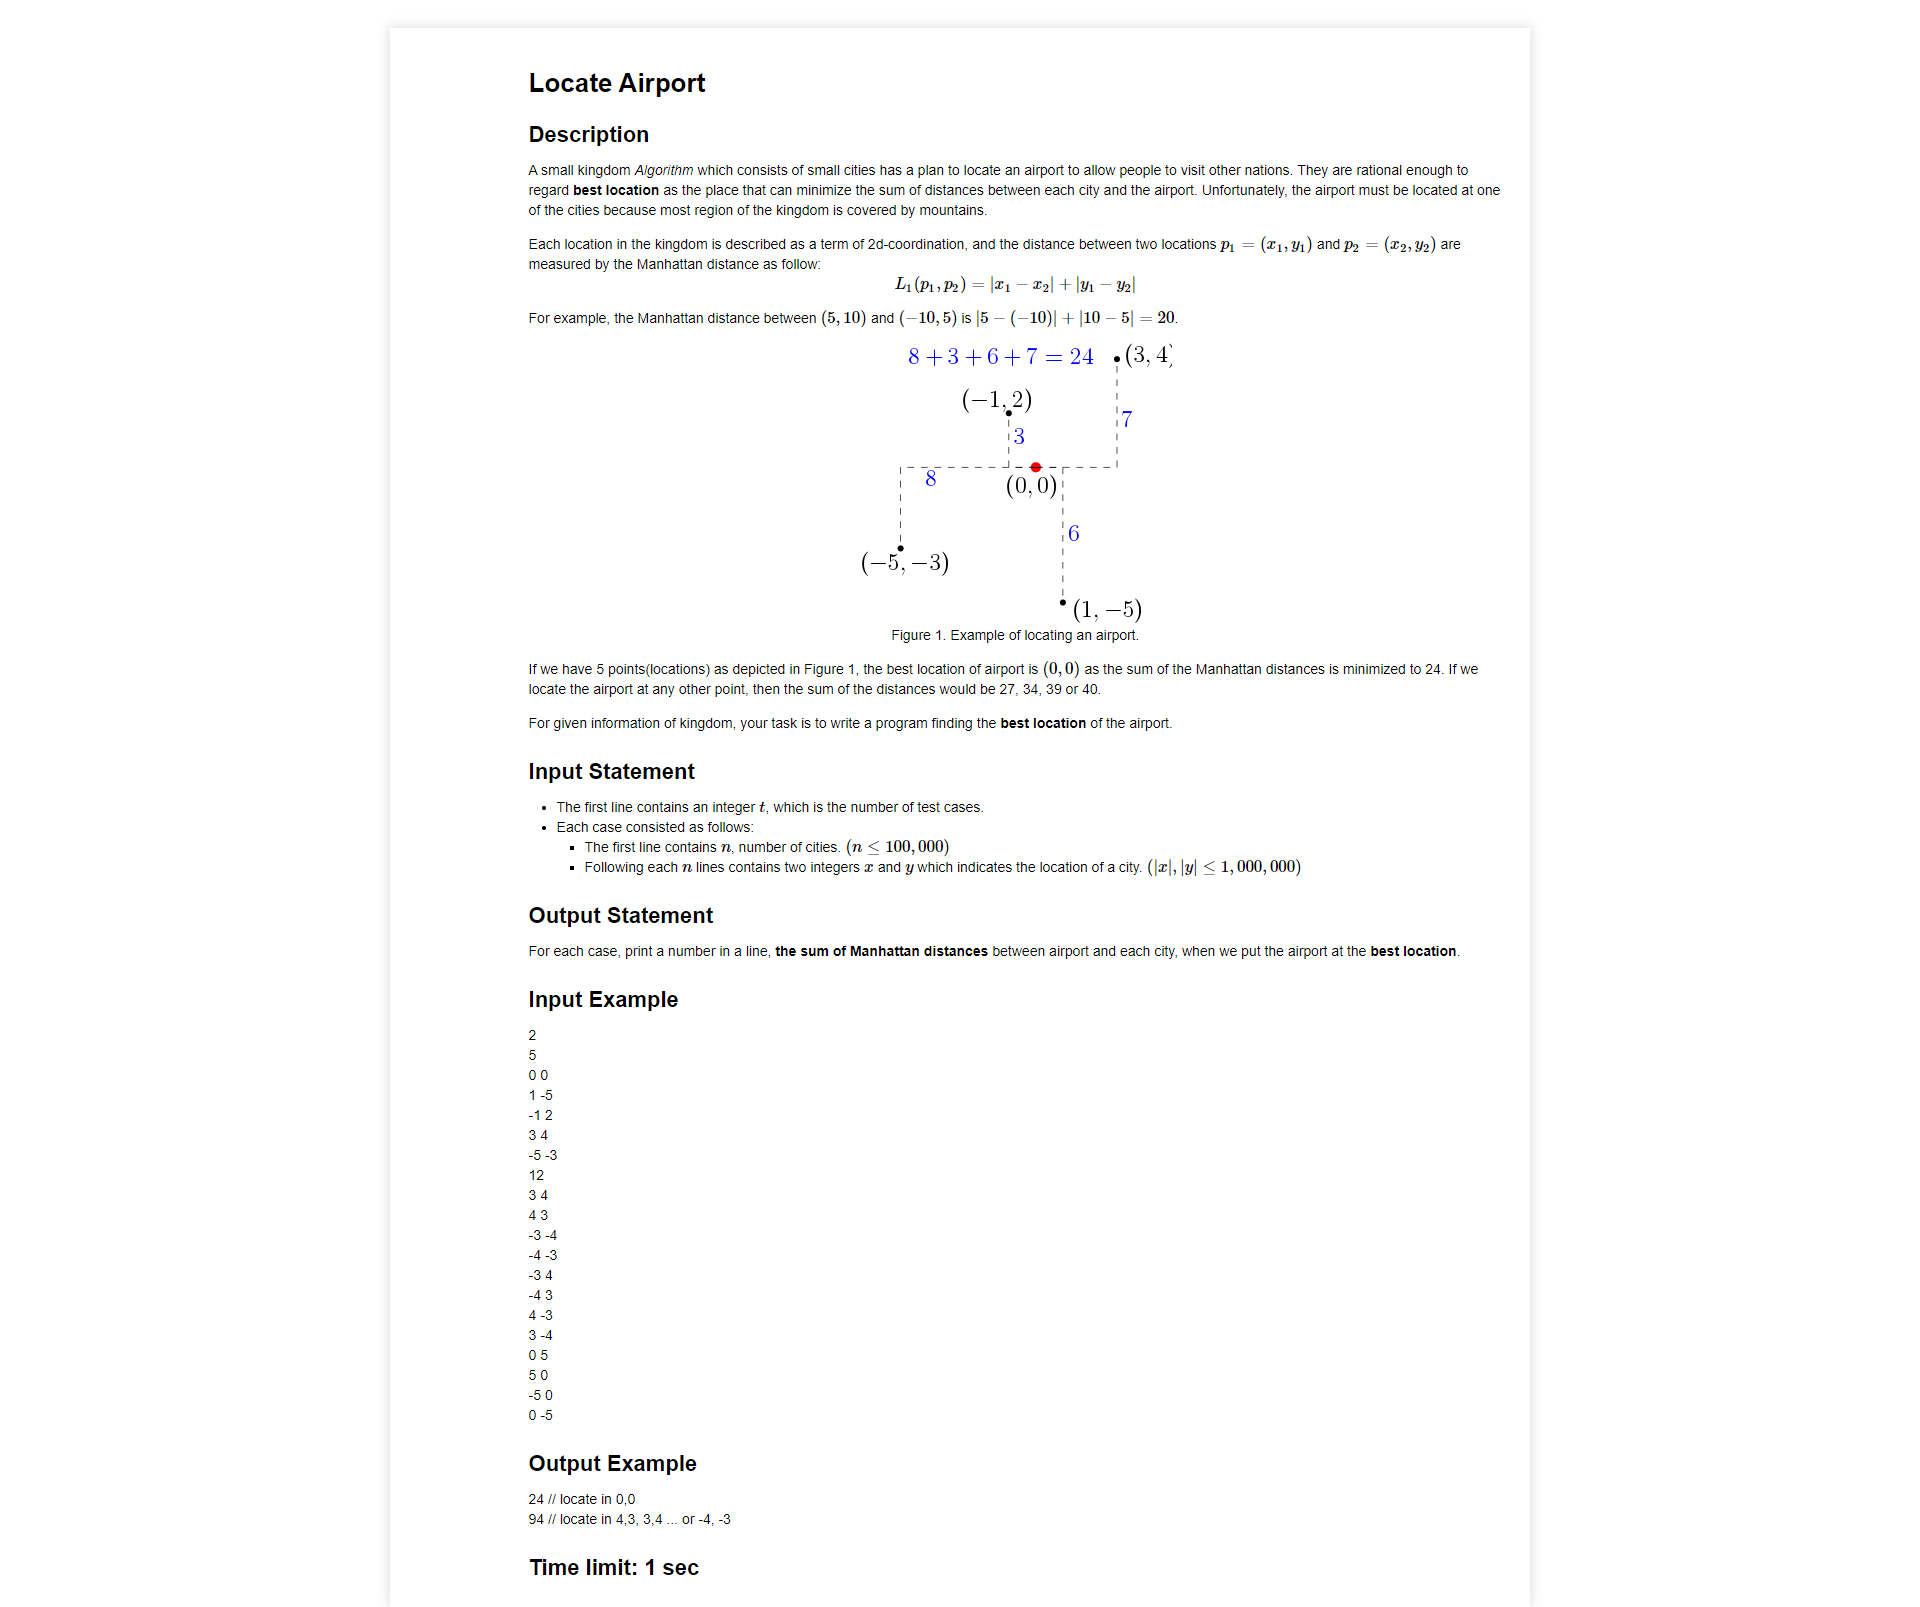 Locate Airport
Description
A small kingdom Algorithm which consists of small cities has a plan to locate an airport to allow people to visit other nations. They are rational enough to
regard best location as the place that can minimize the sum of distances between each city and the airport. Unfortunately, the airport must be located at one
of the cities because most region of the kingdom is covered by mountains.
Each location in the kingdom is described as a term of 2d-coordination, and the distance between two locations p₁ = (x₁, y₁) and p₂ = (x₂, y₂) are
measured by the Manhattan distance as follow:
L₁(p₁, p₂) = |x₁ − x₂| + |y₁ − y₂|
For example, the Manhattan distance between (5, 10) and (−10, 5) is |5 − (−10)| + |10 − 5| = 20.
8 + 3 + 6 + 7 = 24 (3, 4)
(−1, 2)
7
3
8
(0, 0)
6
(−5, −3)
(1, −5)
Figure 1. Example of locating an airport.
If we have 5 points(locations) as depicted in Figure 1, the best location of airport is (0, 0) as the sum of the Manhattan distances is minimized to 24. If we
locate the airport at any other point, then the sum of the distances would be 27, 34, 39 or 40.
For given information of kingdom, your task is to write a program finding the best location of the airport.
Input Statement
• The first line contains an integer t, which is the number of test cases.
• Each case consisted as follows:
▪ The first line contains n, number of cities. (n ≤ 100, 000)
▪ Following each n lines contains two integers x and y which indicates the location of a city. (|x|, |y| ≤ 1, 000, 000)
Output Statement
For each case, print a number in a line, the sum of Manhattan distances between airport and each city, when we put the airport at the best location.
Input Example
2
5
0 0
1 -5
-1 2
3 4
-5 -3
12
3 4
4 3
-3 -4
-4 -3
-3 4
-4 3
4 -3
3 -4
0 5
5 0
-5 0
0 -5
Output Example
24 // locate in 0,0
94 // locate in 4,3, 3,4 ... or -4, -3
Time limit: 1 sec